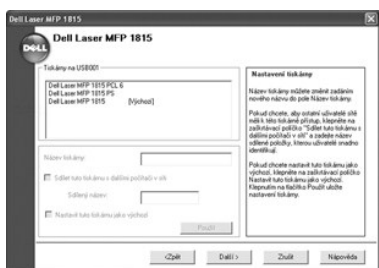 Dell Laser MFP 1815
DELL
Dell Laser MFP 1815
Tiskárny na USB001
Dell Laser MFP 1815 PCL 6
Dell Laser MFP 1815 PS
Dell Laser MFP 1815 [Výchozí]
Název tiskárny:
Sdílet tuto tiskárnu s dalšími počítači v síti
Sdílený název:
Nastavit tuto tiskárnu jako výchozí
Použít
Nastavení tiskárny
Název tiskárny můžete změnit zadáním
nového názvu do pole Název tiskárny.
Pokud chcete, aby ostatní uživatelé sítě
měli k této tiskárně přístup, klepněte na
zaškrtávací políčko "Sdílet tuto tiskárnu s
dalšími počítači v síti" a zadejte název
sdílené položky, kterou uživatelé snadno
identifikují.
Pokud chcete nastavit tuto tiskárnu jako
výchozí, klepněte na zaškrtávací políčko
Nastavit tuto tiskárnu jako výchozí.
Klepnutím na tlačítko Použít uložte
nastavení tiskárny.
<Zpět
Další >
Zrušit
Nápověda